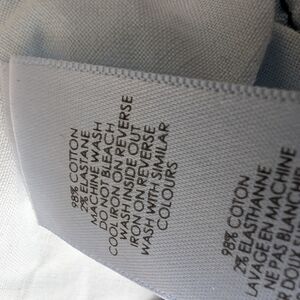 98% COTTON
2% ELASTANE
MACHINE WASH
DO NOT BLEACH
COOL IRON ON REVERSE
WASH INSIDE OUT
IRON ON REVERSE
WASH WITH SIMILAR
COLOURS
98% COTON
2% ELASTHANNE
LAVAGE EN MACHINE
NE PAS BLANCHI